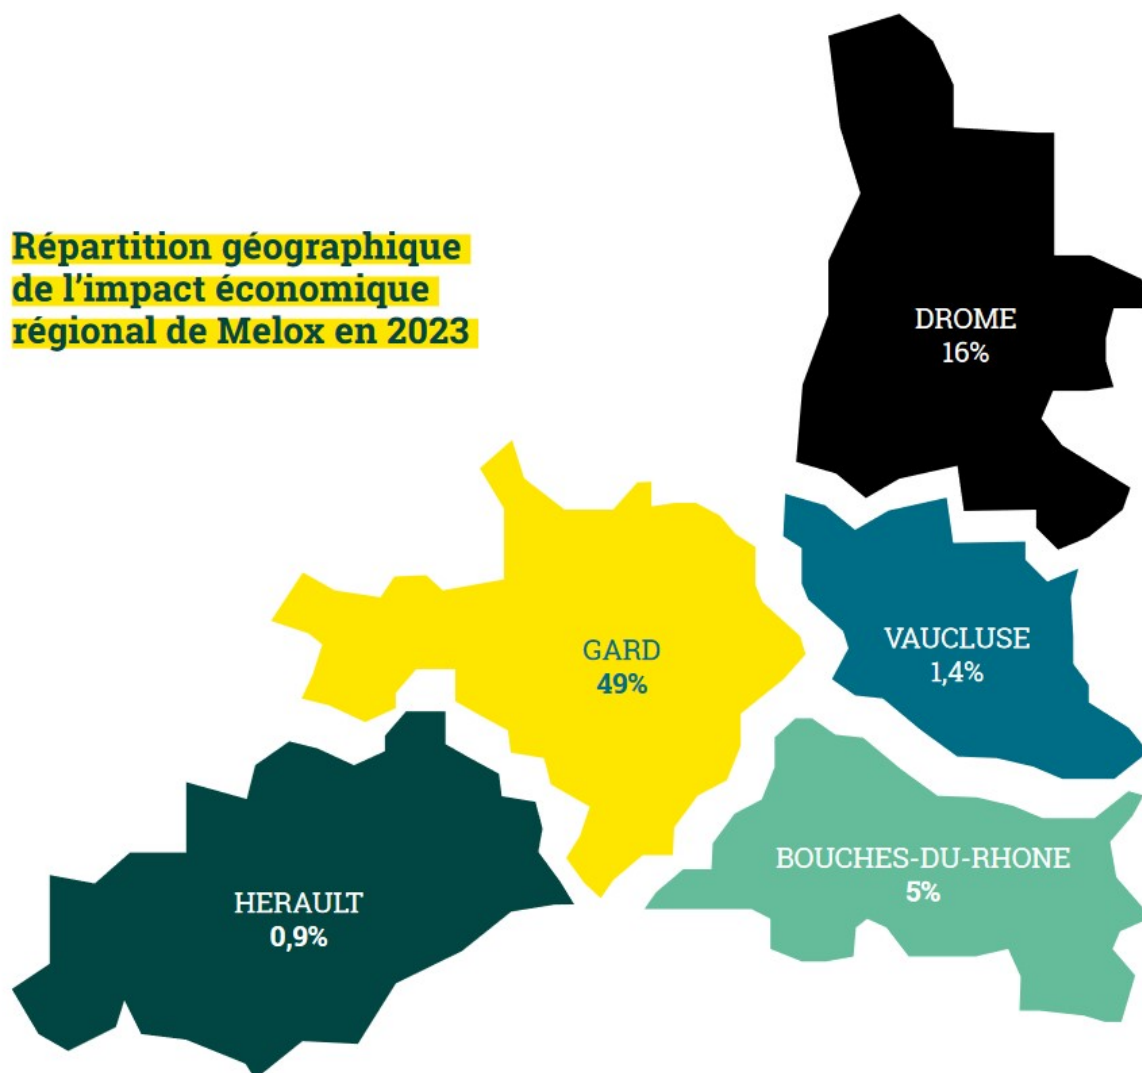 Répartition géographique
de l'impact économique
régional de Melox en 2023
DROME
16%
GARD
49%
VAUCLUSE
1,4%
BOUCHES-DU-RHONE
5%
HERAULT
0,9%